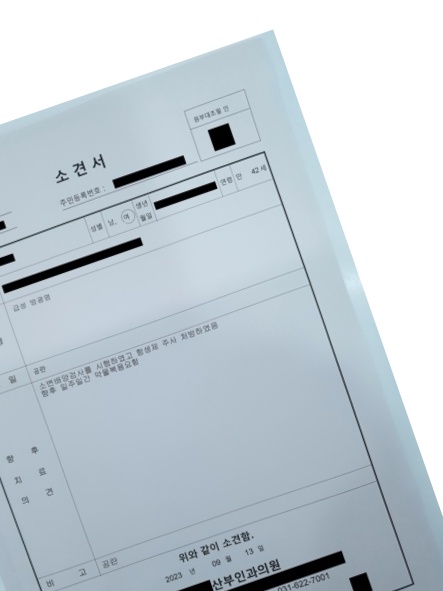 원부대조필 인
소 견 서
주민등록번호 :
성별 남, 여 생년월일 연령 만 42 세
급성 방광염
일 공란
소변배양검사를 시행하였고 항생제 주사 처방하였음
향후 일주일간 약물복용요함
향 후
치 료
의 견
비 고 공란
위와 같이 소견함.
2023 년 09 월 13 일
산부인과의원
031-622-7001